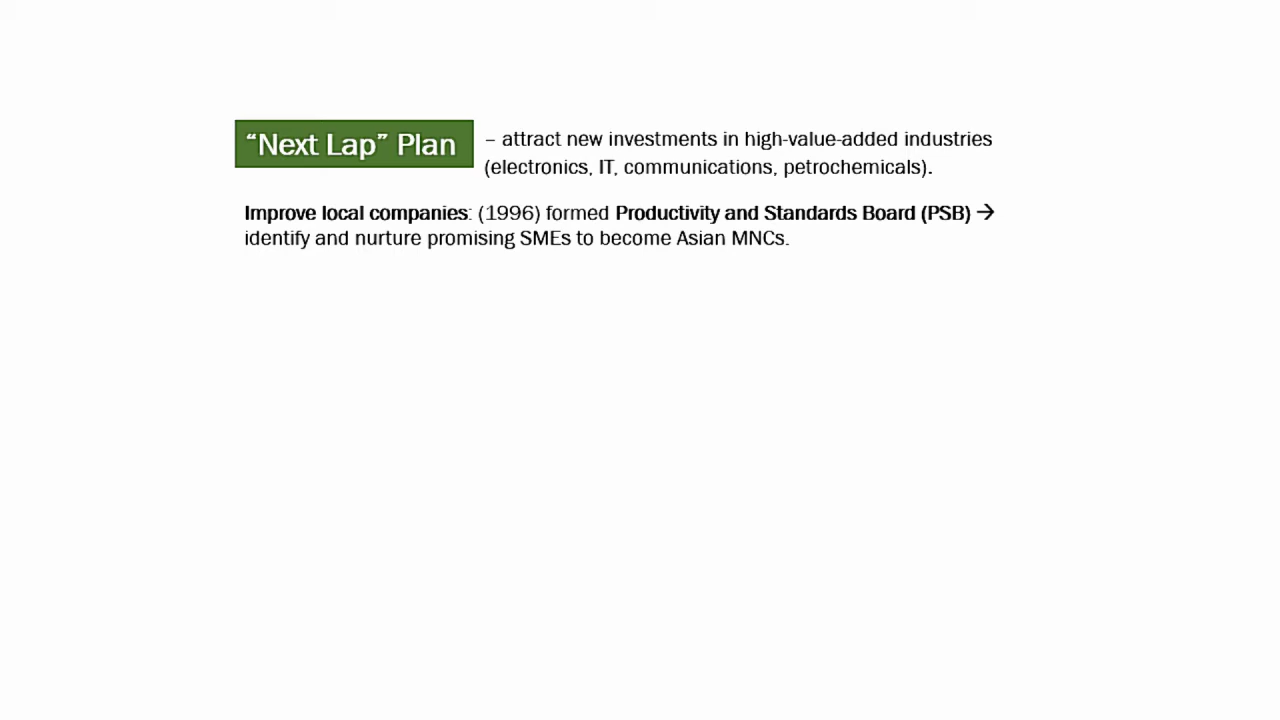 “Next Lap” Plan
– attract new investments in high-value-added industries
(electronics, IT, communications, petrochemicals).
Improve local companies: (1996) formed Productivity and Standards Board (PSB) →
identify and nurture promising SMEs to become Asian MNCs.